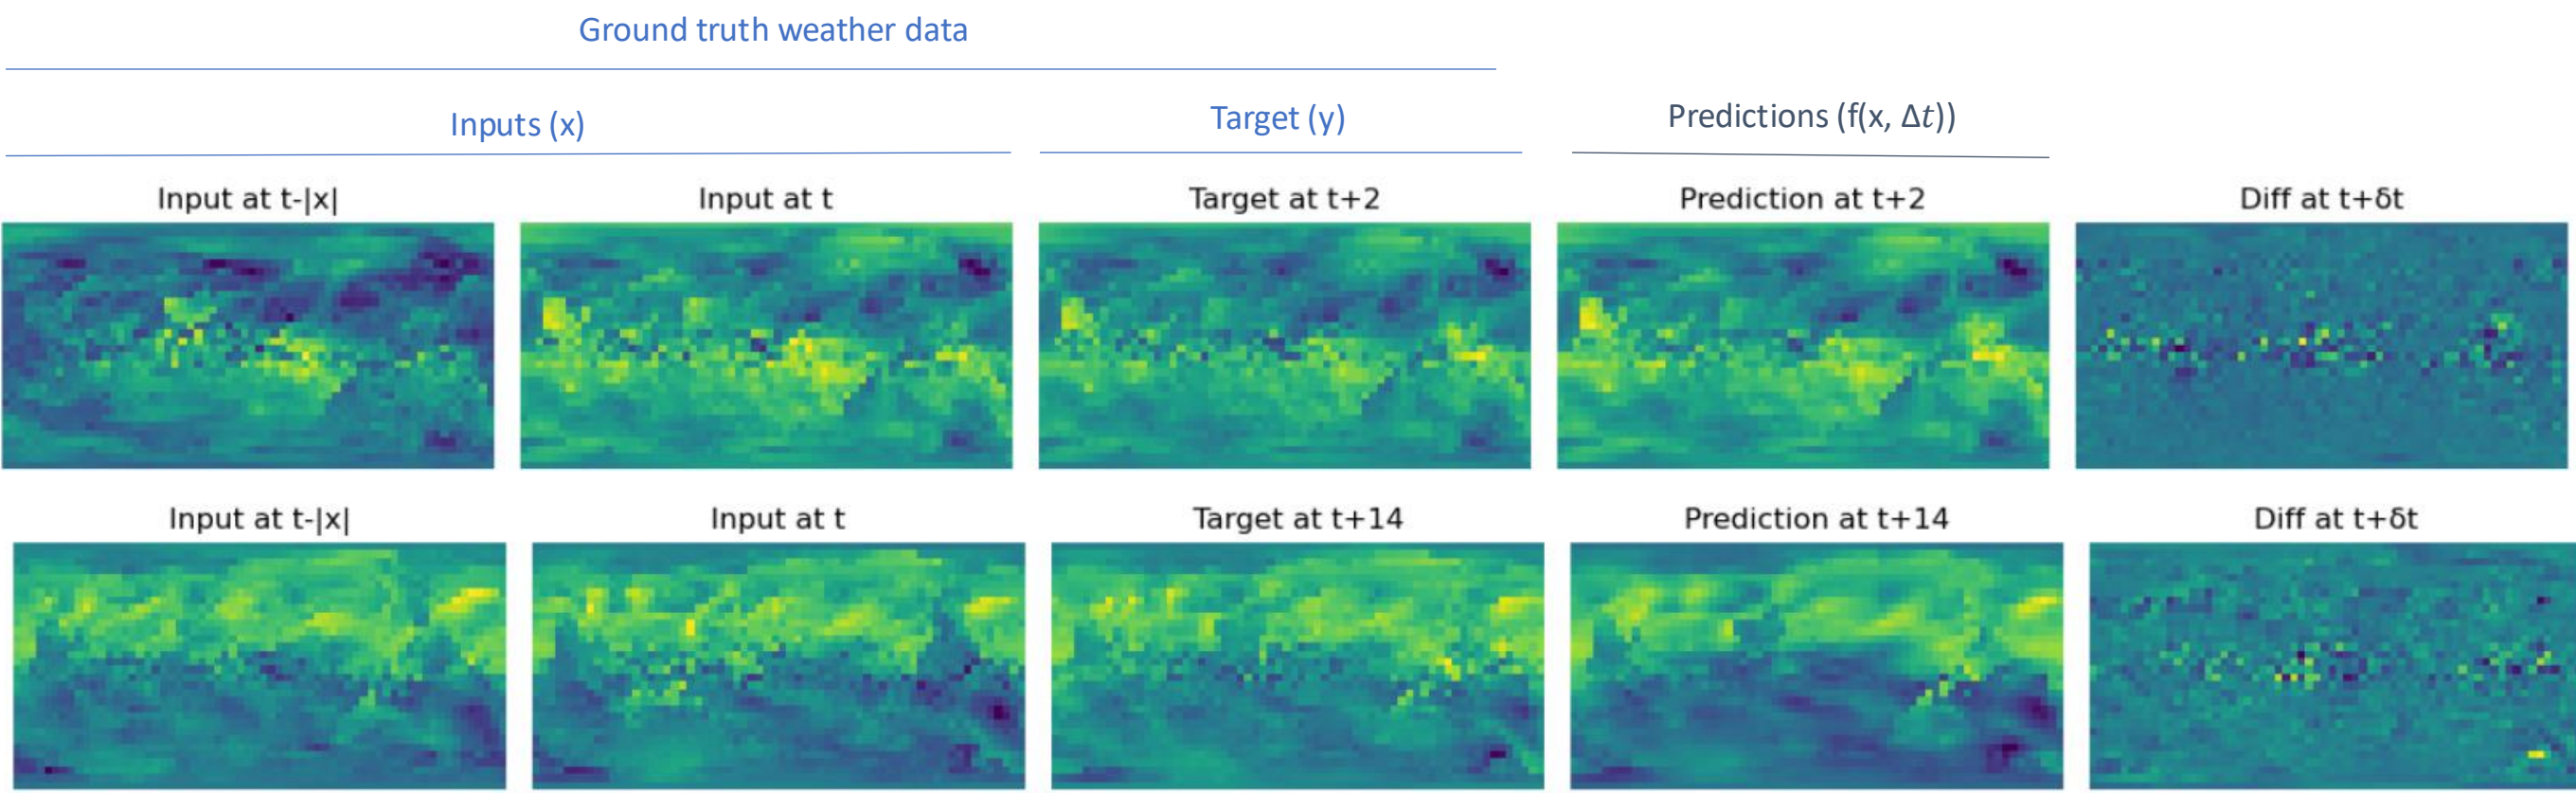 Ground truth weather data
Inputs (x)
Target (y)
Predictions (f(x, Δ𝑡))
Input at t-|x|
Input at t
Target at t+2
Prediction at t+2
Diff at t+δt
Input at t-|x|
Input at t
Target at t+14
Prediction at t+14
Diff at t+δt